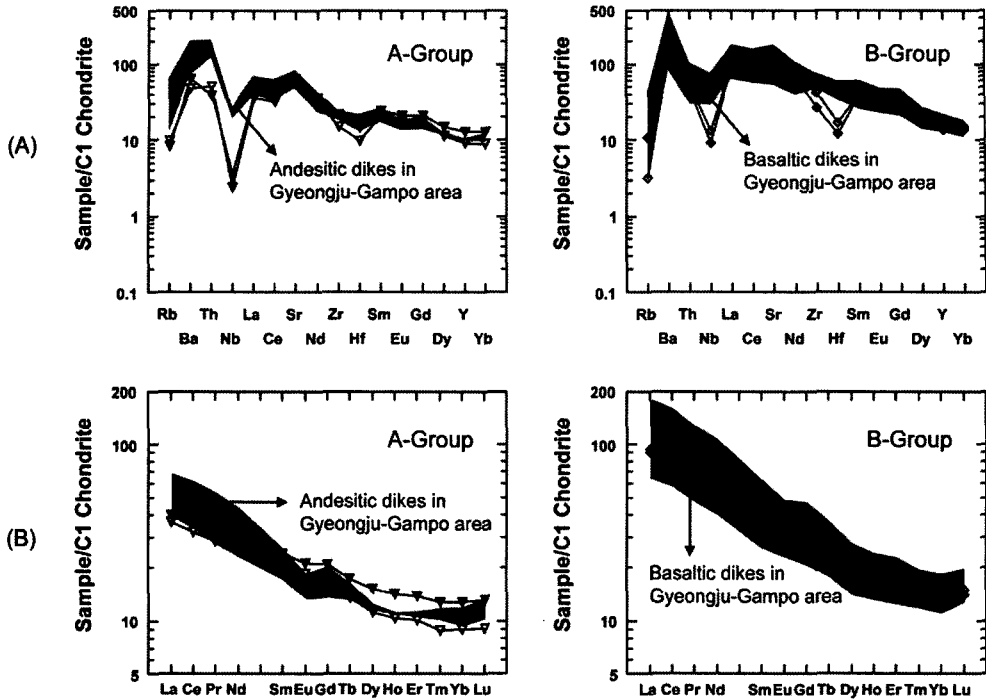 (A)
Sample/C1 Chondrite
500
100
10
1
0.1
A-Group
Andesitic dikes in
Gyeongju-Gampo area
Rb Th La Sr Zr Sm Gd Y
Ba Nb Ce Nd Hf Eu Dy Yb
Sample/C1 Chondrite
500
100
10
1
0.1
B-Group
Basaltic dikes in
Gyeongju-Gampo area
Rb Th La Sr Zr Sm Gd Y
Ba Nb Ce Nd Hf Eu Dy Yb
(B)
Sample/C1 Chondrite
200
100
10
5
A-Group
Andesitic dikes in
Gyeongju-Gampo area
La Ce Pr Nd Sm Eu Gd Tb Dy Ho Er Tm Yb Lu
Sample/C1 Chondrite
200
100
10
5
B-Group
Basaltic dikes in
Gyeongju-Gampo area
La Ce Pr Nd Sm Eu Gd Tb Dy Ho Er Tm Yb Lu